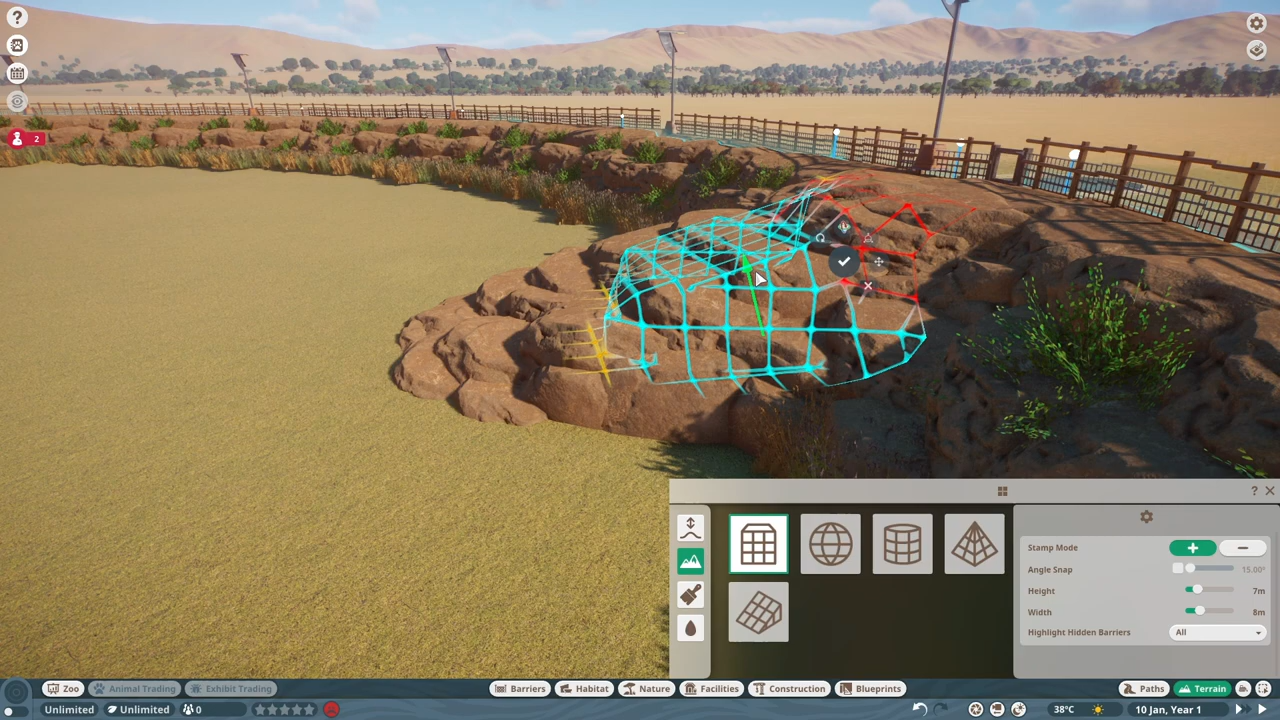 ?
2
?
Stamp Mode
Angle Snap 15.00°
Height 7m
Width 8m
Highlight Hidden Barriers All
Zoo Animal Trading Exhibit Trading Barriers Habitat Nature Facilities Construction Blueprints Paths Terrain
Unlimited Unlimited 0 38°C 10 Jan, Year 1